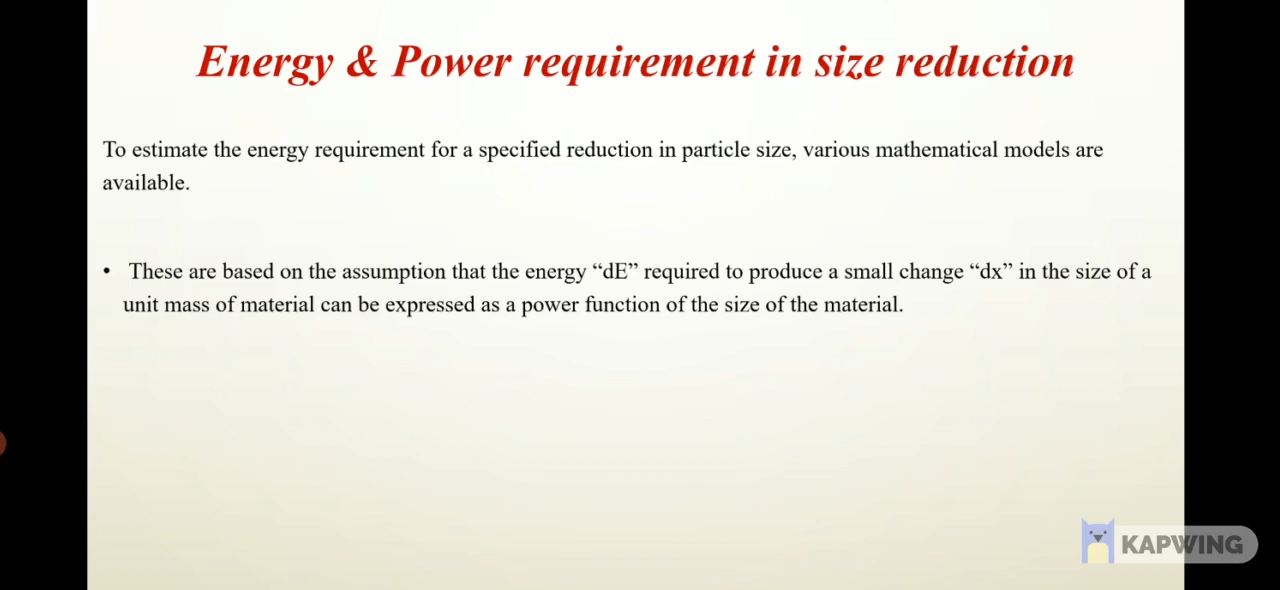 Energy & Power requirement in size reduction
To estimate the energy requirement for a specified reduction in particle size, various mathematical models are
available.
• These are based on the assumption that the energy “dE” required to produce a small change “dx” in the size of a
unit mass of material can be expressed as a power function of the size of the material.
KAPWING